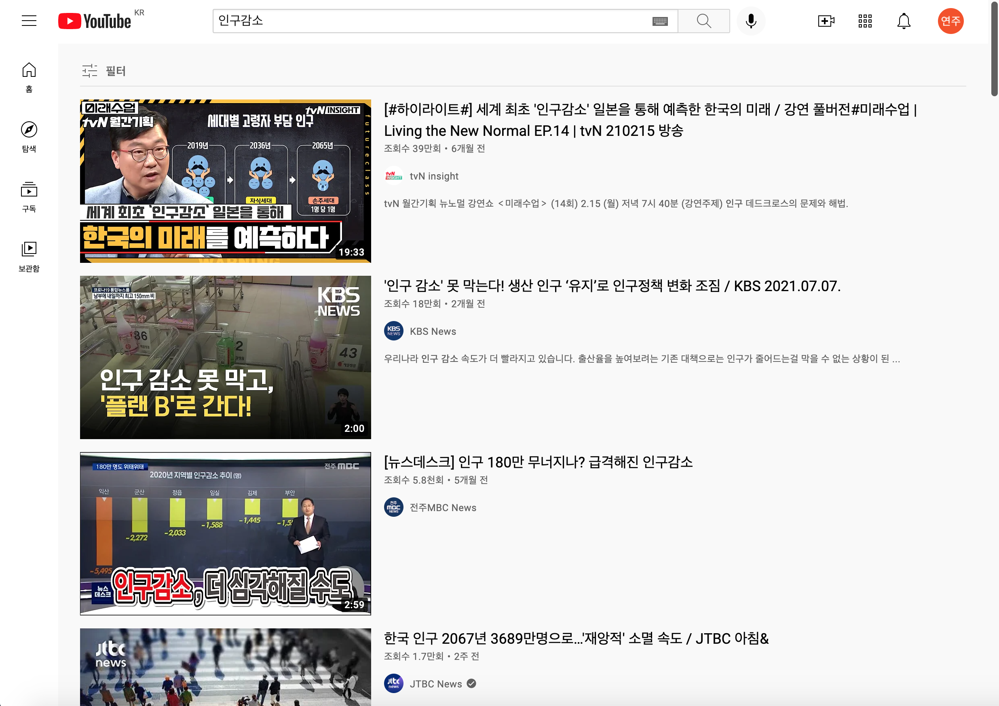 YouTube KR
인구감소
연주
홈
탐색
구독
보관함
필터
미래수업
tvN 월간기획
tvN INSIGHT
세대별 고령자 부담 인구
futureclass
2019년
2036년
2065년
자식세대
손주세대
1명 당 1명
세계 최초 '인구감소' 일본을 통해
한국의 미래를 예측하다
WARNING
19:33
[#하이라이트#] 세계 최초 '인구감소' 일본을 통해 예측한 한국의 미래 / 강연 풀버전#미래수업 |
Living the New Normal EP.14 | tvN 210215 방송
조회수 39만회 • 6개월 전
tvN INSIGHT
tvN insight
tvN 월간기획 뉴노멀 강연쇼 <미래수업> (14회) 2.15 (월) 저녁 7시 40분 (강연주제) 인구 데드크로스의 문제와 해법.
코로나19 통합뉴스룸
남부에 내일까지 최고 150mm 비
KBS
NEWS
86
2
43
제일병원
인구 감소 못 막고,
'플랜 B'로 간다!
2:00
'인구 감소' 못 막는다! 생산 인구 ‘유지’로 인구정책 변화 조짐 / KBS 2021.07.07.
조회수 18만회 • 2개월 전
KBS NEWS
KBS News
우리나라 인구 감소 속도가 더 빨라지고 있습니다. 출산율을 높여보려는 기존 대책으로는 인구가 줄어드는걸 막을 수 없는 상황이 된 ...
180만 명도 위태위태
전주 MBC
2020년 지역별 인구감소 추이 (명)
익산 군산 정읍 임실 김제 부안
-5,495 -2,272 -2,033 -1,588 -1,445
뉴스
데스크
인구감소, 더 심각해질 수도
2:59
[뉴스데스크] 인구 180만 무너지나? 급격해진 인구감소
조회수 5.8천회 • 5개월 전
전주 MBC NEWS
전주MBC News
jtbc
news
한국 인구 2067년 3689만명으로…'재앙적' 소멸 속도 / JTBC 아침&
조회수 1.7만회 • 2주 전
jtbc news
JTBC News